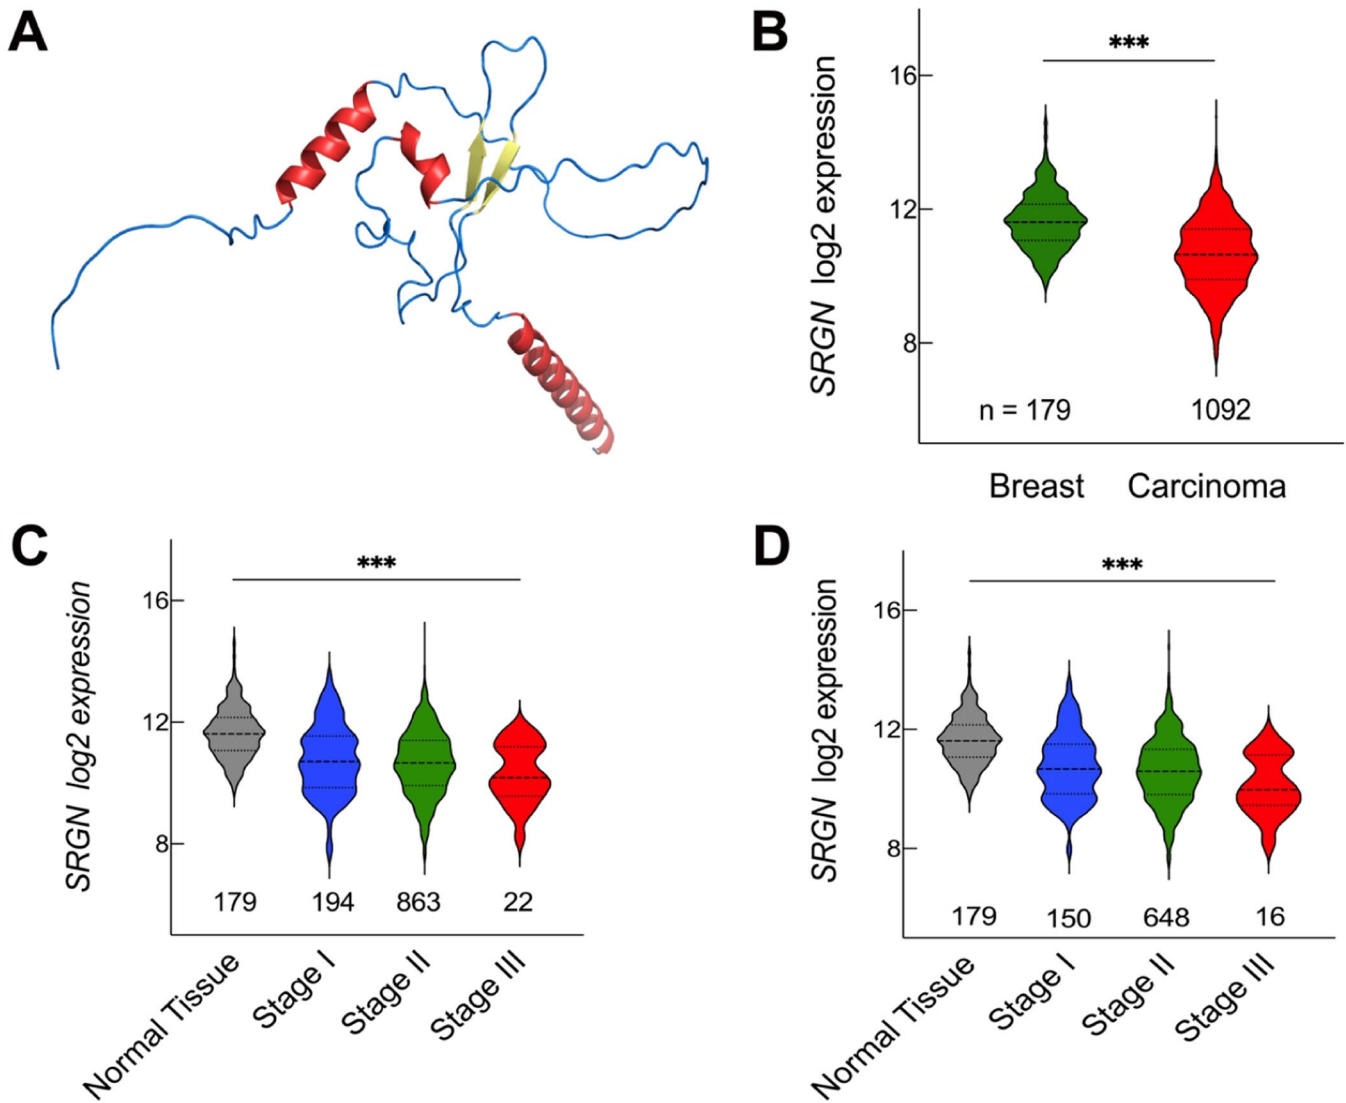 A
B
***
SRGN log2 expression
16
12
8
n = 179
1092
Breast
Carcinoma
C
***
SRGN log2 expression
16
12
8
179
194
863
22
Normal Tissue
Stage I
Stage II
Stage III
D
***
SRGN log2 expression
16
12
8
179
150
648
16
Normal Tissue
Stage I
Stage II
Stage III